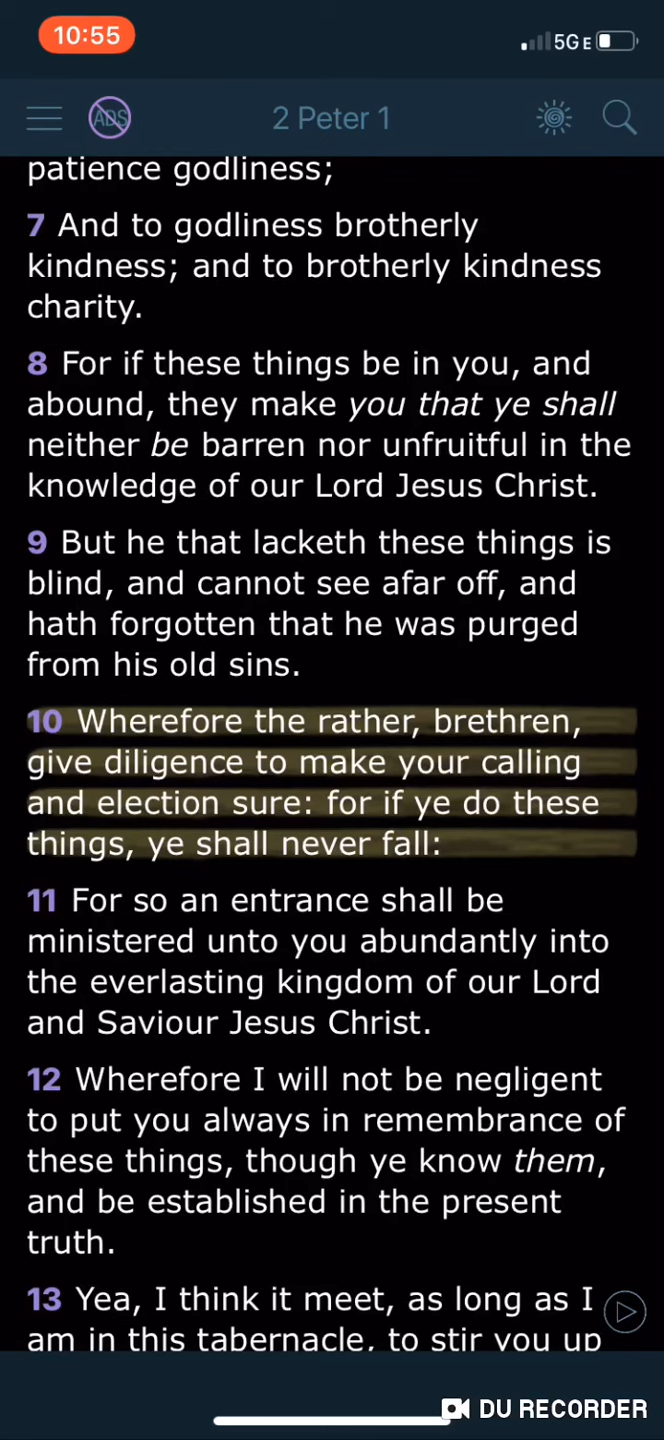 10:55
5GE
ADS
2 Peter 1
patience godliness;
7 And to godliness brotherly
kindness; and to brotherly kindness
charity.
8 For if these things be in you, and
abound, they make you that ye shall
neither be barren nor unfruitful in the
knowledge of our Lord Jesus Christ.
9 But he that lacketh these things is
blind, and cannot see afar off, and
hath forgotten that he was purged
from his old sins.
10 Wherefore the rather, brethren,
give diligence to make your calling
and election sure: for if ye do these
things, ye shall never fall:
11 For so an entrance shall be
ministered unto you abundantly into
the everlasting kingdom of our Lord
and Saviour Jesus Christ.
12 Wherefore I will not be negligent
to put you always in remembrance of
these things, though ye know them,
and be established in the present
truth.
13 Yea, I think it meet, as long as I
am in this tabernacle, to stir you up
DU RECORDER